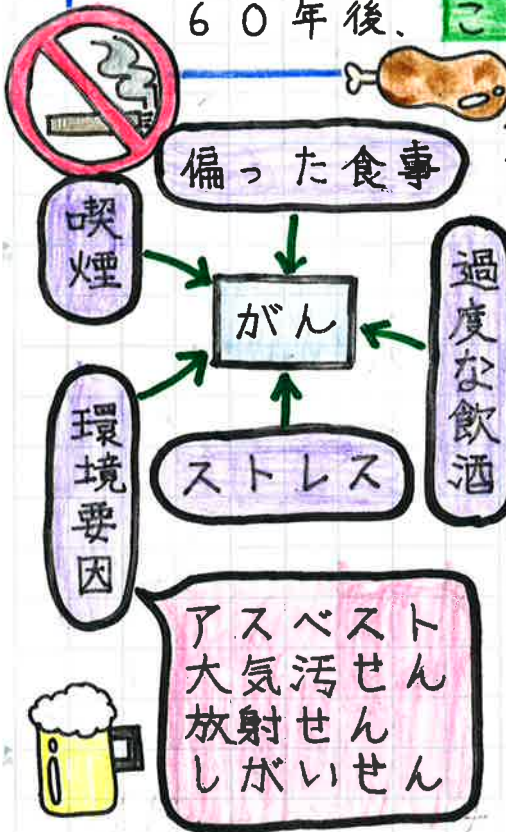 60年後、こ
偏った食事
喫煙
がん
過度な飲酒
環境要因
ストレス
アスベスト
大気汚せん
放射せん
しがいせん